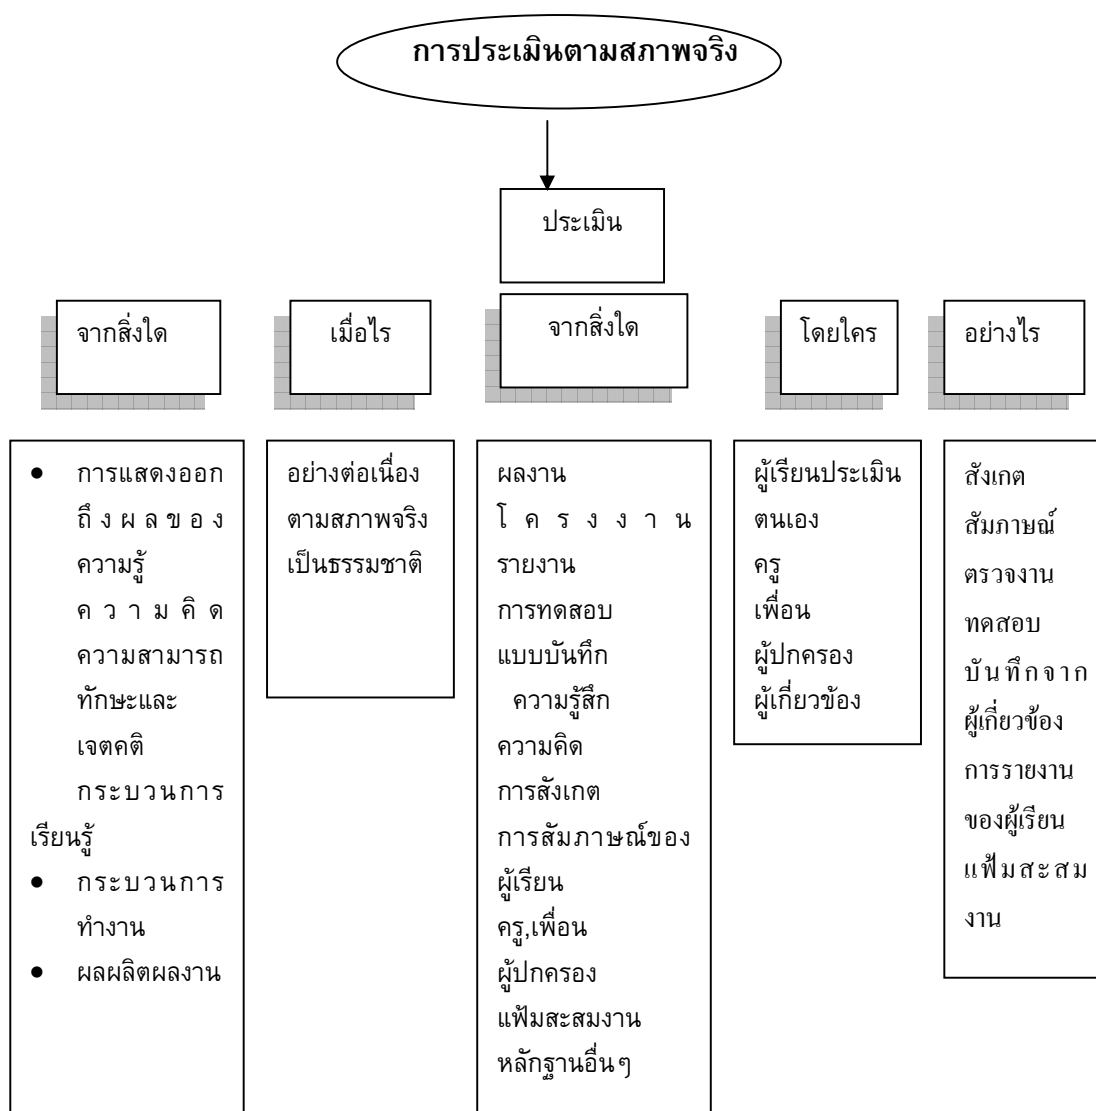 การประเมินตามสภาพจริง
ประเมิน
จากสิ่งใด
เมื่อไร
จากสิ่งใด
โดยใคร
อย่างไร
● การแสดงออก
ถึงผลของ
ความรู้
ความคิด
ความสามารถ
ทักษะและ
เจตคติ
กระบวนการ
เรียนรู้
● กระบวนการ
ทำงาน
● ผลผลิตผลงาน
อย่างต่อเนื่อง
ตามสภาพจริง
เป็นธรรมชาติ
ผลงาน
โครงงาน
รายงาน
การทดสอบ
แบบบันทึก
ความรู้สึก
ความคิด
การสังเกต
การสัมภาษณ์ของ
ผู้เรียน
ครู,เพื่อน
ผู้ปกครอง
แฟ้มสะสมงาน
หลักฐานอื่นๆ
ผู้เรียนประเมิน
ตนเอง
ครู
เพื่อน
ผู้ปกครอง
ผู้เกี่ยวข้อง
สังเกต
สัมภาษณ์
ตรวจงาน
ทดสอบ
บันทึกจาก
ผู้เกี่ยวข้อง
การรายงาน
ของผู้เรียน
แฟ้มสะสม
งาน